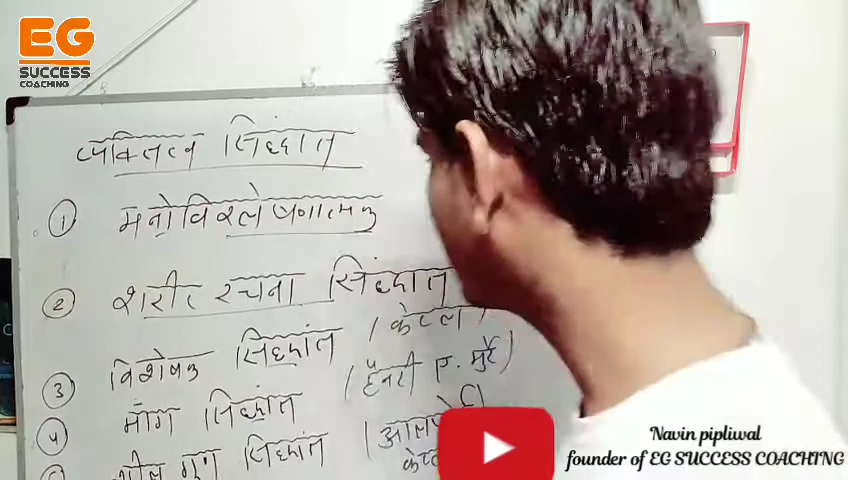 EG
SUCCESS
COACHING
व्यक्तित्व सिद्धांत
① मनोविश्लेषणात्मक
② शरीर रचना सिद्धांत
③ विशेषक सिद्धांत (केटल)
④ माँग सिद्धांत (हेनरी ए. मुर्रे)
शील गुण सिद्धांत (आलपोर्ट)
Navin pipliwal
founder of EG SUCCESS COACHING